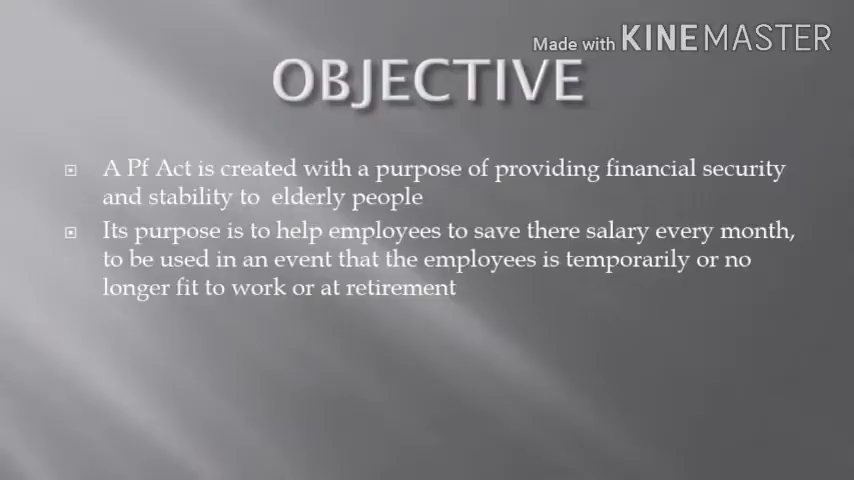 Made with KINEMASTER
OBJECTIVE
A Pf Act is created with a purpose of providing financial security
and stability to elderly people
Its purpose is to help employees to save there salary every month,
to be used in an event that the employees is temporarily or no
longer fit to work or at retirement